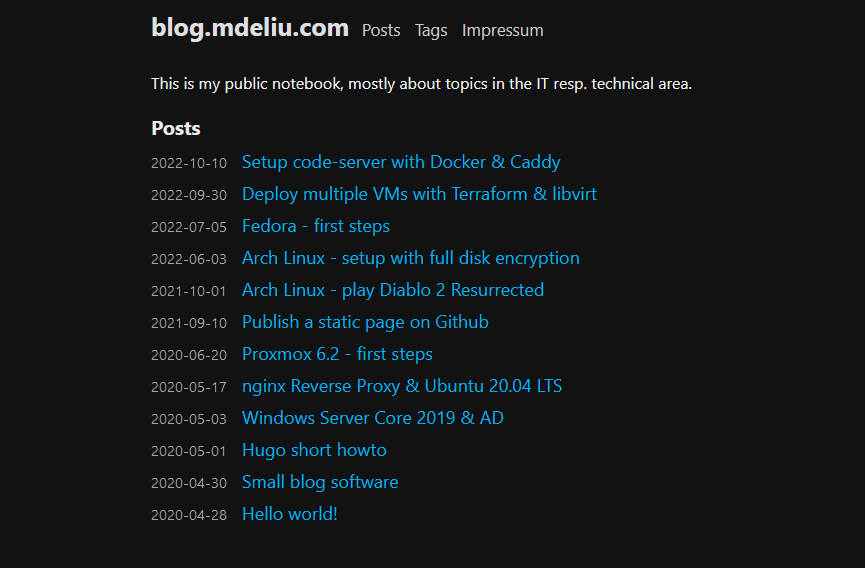 blog.mdeliu.com Posts Tags Impressum
This is my public notebook, mostly about topics in the IT resp. technical area.
Posts
2022-10-10 Setup code-server with Docker & Caddy
2022-09-30 Deploy multiple VMs with Terraform & libvirt
2022-07-05 Fedora - first steps
2022-06-03 Arch Linux - setup with full disk encryption
2021-10-01 Arch Linux - play Diablo 2 Resurrected
2021-09-10 Publish a static page on Github
2020-06-20 Proxmox 6.2 - first steps
2020-05-17 nginx Reverse Proxy & Ubuntu 20.04 LTS
2020-05-03 Windows Server Core 2019 & AD
2020-05-01 Hugo short howto
2020-04-30 Small blog software
2020-04-28 Hello world!